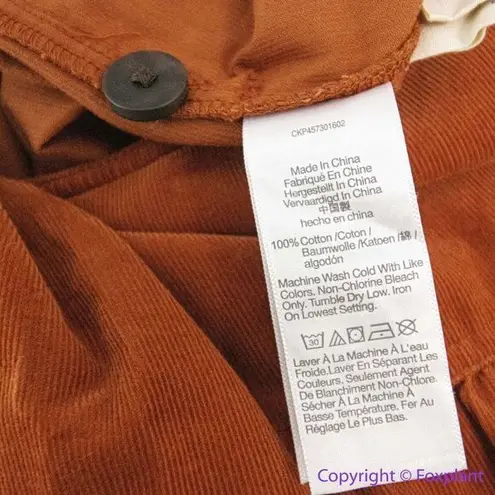 CKP457301602
Made In China
Fabriqué En Chine
Hergestellt In China
Vervaardigd In China
中国製
hecho en china
100% Cotton /Coton /
Baumwolle /Katoen /綿 /
algodón
Machine Wash Cold With Like
Colors. Non-Chlorine Bleach
Only. Tumble Dry Low. Iron
On Lowest Setting.
30
Laver À La Machine À L'eau
Froide.Laver En Séparant Les
Couleurs. Seulement Agent
De Blanchiment Non-Chlore.
Sécher À La Machine À
Basse Température. Fer Au
Réglage Le Plus Bas.
Copyright © Foxplant